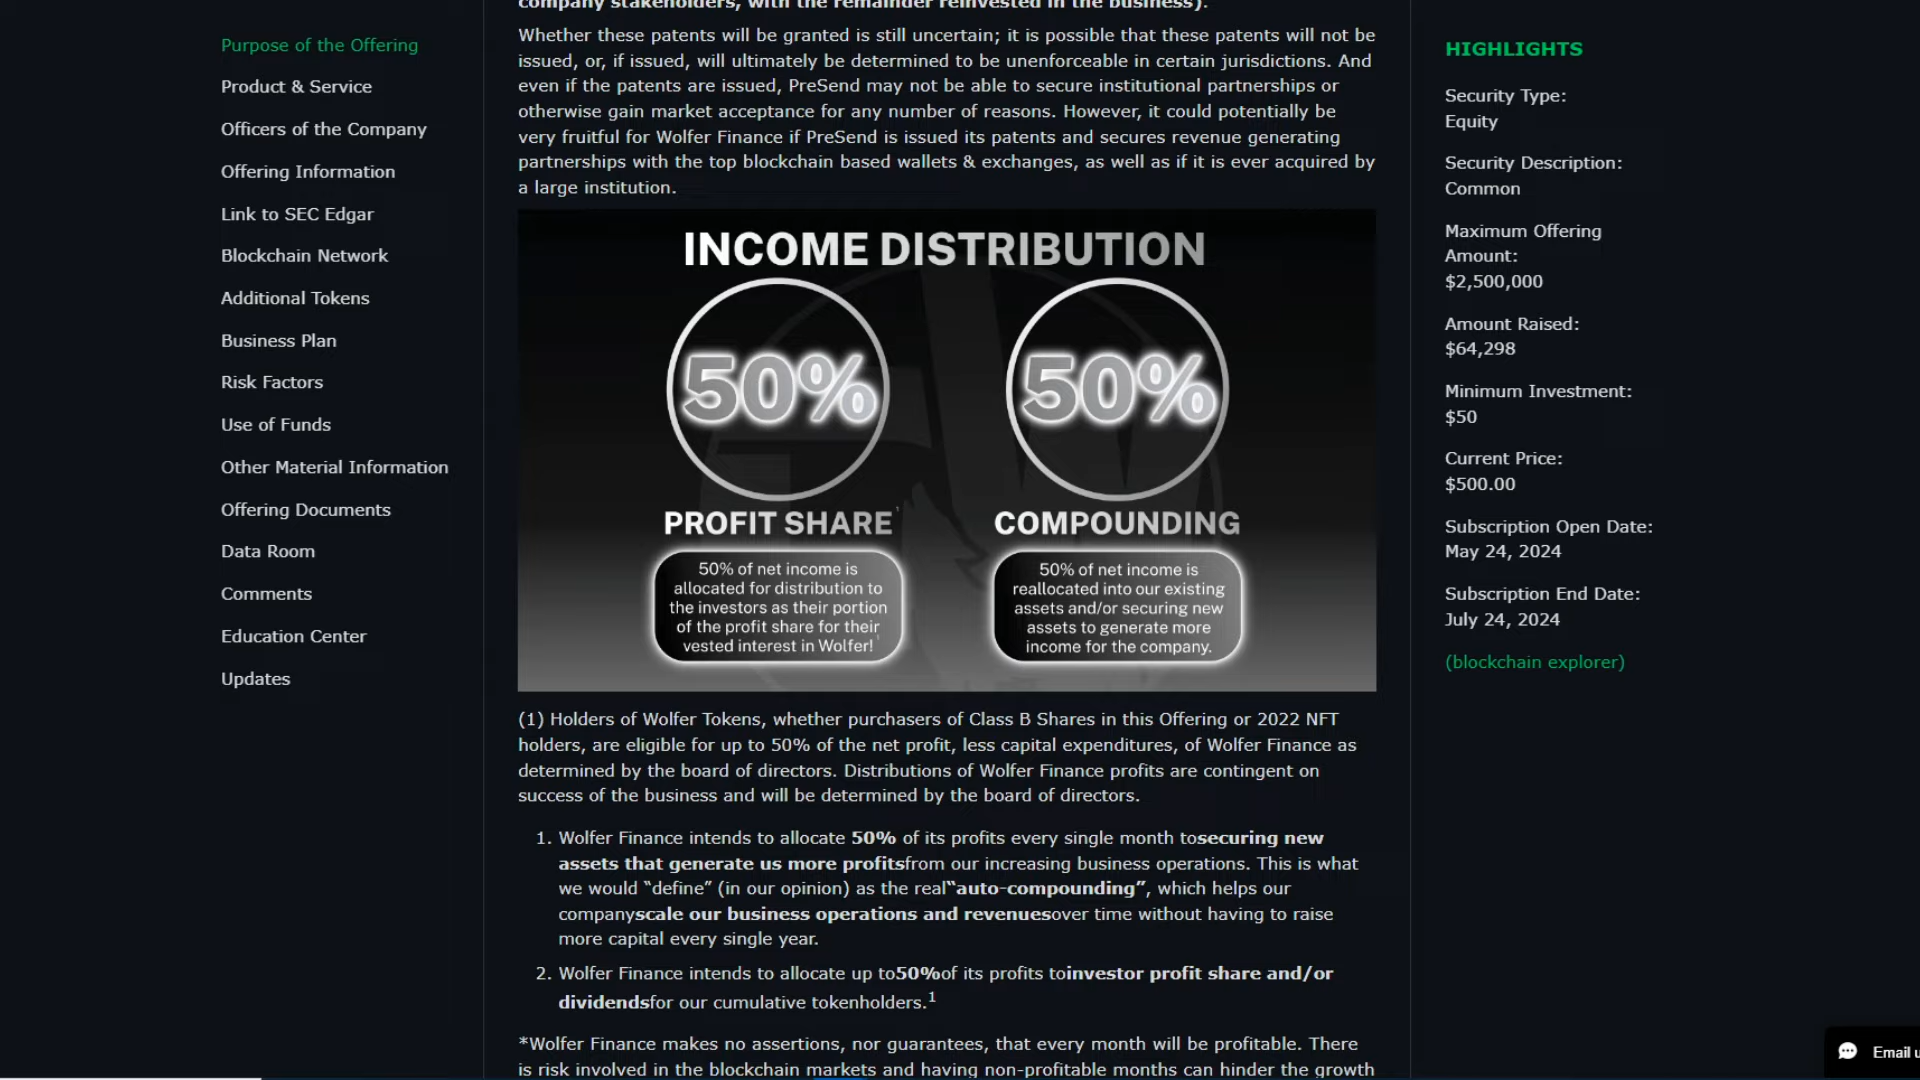 company stakeholders, with the remainder reinvested in the business).
Purpose of the Offering
Product & Service
Officers of the Company
Offering Information
Link to SEC Edgar
Blockchain Network
Additional Tokens
Business Plan
Risk Factors
Use of Funds
Other Material Information
Offering Documents
Data Room
Comments
Education Center
Updates
Whether these patents will be granted is still uncertain; it is possible that these patents will not be
issued, or, if issued, will ultimately be determined to be unenforceable in certain jurisdictions. And
even if the patents are issued, PreSend may not be able to secure institutional partnerships or
otherwise gain market acceptance for any number of reasons. However, it could potentially be
very fruitful for Wolfer Finance if PreSend is issued its patents and secures revenue generating
partnerships with the top blockchain based wallets & exchanges, as well as if it is ever acquired by
a large institution.
INCOME DISTRIBUTION
50%
PROFIT SHARE¹
50% of net income is
allocated for distribution to
the investors as their portion
of the profit share for their
vested interest in Wolfer!¹
50%
COMPOUNDING
50% of net income is
reallocated into our existing
assets and/or securing new
assets to generate more
income for the company.
(1) Holders of Wolfer Tokens, whether purchasers of Class B Shares in this Offering or 2022 NFT
holders, are eligible for up to 50% of the net profit, less capital expenditures, of Wolfer Finance as
determined by the board of directors. Distributions of Wolfer Finance profits are contingent on
success of the business and will be determined by the board of directors.
1. Wolfer Finance intends to allocate 50% of its profits every single month tosecuring new
assets that generate us more profitsfrom our increasing business operations. This is what
we would “define” (in our opinion) as the real“auto-compounding”, which helps our
companyscale our business operations and revenuesover time without having to raise
more capital every single year.
2. Wolfer Finance intends to allocate up to50%of its profits toinvestor profit share and/or
dividendsfor our cumulative tokenholders.¹
*Wolfer Finance makes no assertions, nor guarantees, that every month will be profitable. There
is risk involved in the blockchain markets and having non-profitable months can hinder the growth
HIGHLIGHTS
Security Type:
Equity
Security Description:
Common
Maximum Offering
Amount:
$2,500,000
Amount Raised:
$64,298
Minimum Investment:
$50
Current Price:
$500.00
Subscription Open Date:
May 24, 2024
Subscription End Date:
July 24, 2024
(blockchain explorer)
Email u